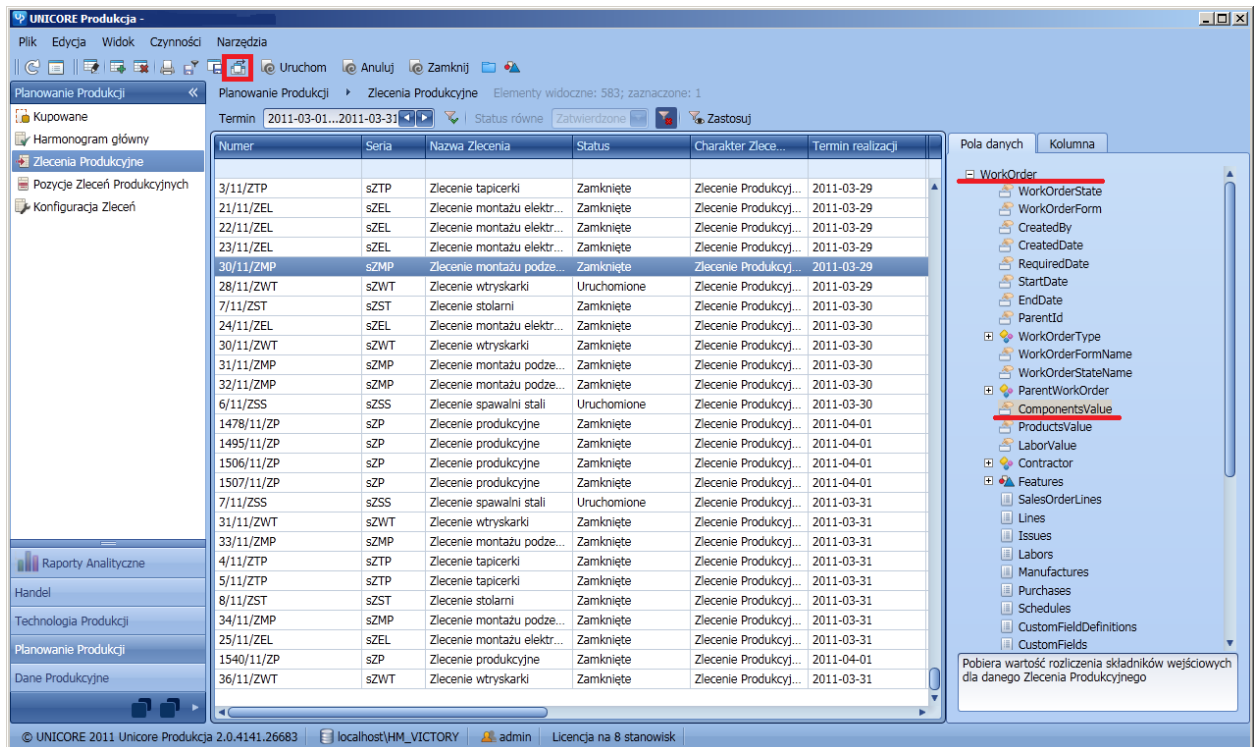 UNICORE Produkcja -
Plik Edycja Widok Czynności Narzędzia
Uruchom Anuluj Zamknij
Planowanie Produkcji «
Kupowane
Harmonogram główny
Zlecenia Produkcyjne
Pozycje Zleceń Produkcyjnych
Konfiguracja Zleceń
Raporty Analityczne
Handel
Technologia Produkcji
Planowanie Produkcji
Dane Produkcyjne
Planowanie Produkcji Zlecenia Produkcyjne Elementy widoczne: 583; zaznaczone: 1
Termin 2011-03-01...2011-03-31 Status równe Zatwierdzone Zastosuj
Numer Seria Nazwa Zlecenia Status Charakter Zlece... Termin realizacji
3/11/ZTP sZTP Zlecenie tapicerki Zamknięte Zlecenie Produkcyj... 2011-03-29
21/11/ZEL sZEL Zlecenie montażu elektr... Zamknięte Zlecenie Produkcyj... 2011-03-29
22/11/ZEL sZEL Zlecenie montażu elektr... Zamknięte Zlecenie Produkcyj... 2011-03-29
23/11/ZEL sZEL Zlecenie montażu elektr... Zamknięte Zlecenie Produkcyj... 2011-03-29
30/11/ZMP sZMP Zlecenie montażu podze... Zamknięte Zlecenie Produkcyj... 2011-03-29
28/11/ZWT sZWT Zlecenie wtryskarki Uruchomione Zlecenie Produkcyj... 2011-03-29
7/11/ZST sZST Zlecenie stolarni Zamknięte Zlecenie Produkcyj... 2011-03-30
24/11/ZEL sZEL Zlecenie montażu elektr... Zamknięte Zlecenie Produkcyj... 2011-03-30
30/11/ZWT sZWT Zlecenie wtryskarki Zamknięte Zlecenie Produkcyj... 2011-03-30
31/11/ZMP sZMP Zlecenie montażu podze... Zamknięte Zlecenie Produkcyj... 2011-03-30
32/11/ZMP sZMP Zlecenie montażu podze... Zamknięte Zlecenie Produkcyj... 2011-03-30
6/11/ZSS sZSS Zlecenie spawalni stali Uruchomione Zlecenie Produkcyj... 2011-03-30
1478/11/ZP sZP Zlecenie produkcyjne Zamknięte Zlecenie Produkcyj... 2011-04-01
1495/11/ZP sZP Zlecenie produkcyjne Zamknięte Zlecenie Produkcyj... 2011-04-01
1506/11/ZP sZP Zlecenie produkcyjne Zamknięte Zlecenie Produkcyj... 2011-04-01
1507/11/ZP sZP Zlecenie produkcyjne Zamknięte Zlecenie Produkcyj... 2011-04-01
7/11/ZSS sZSS Zlecenie spawalni stali Uruchomione Zlecenie Produkcyj... 2011-03-31
31/11/ZWT sZWT Zlecenie wtryskarki Zamknięte Zlecenie Produkcyj... 2011-03-31
33/11/ZMP sZMP Zlecenie montażu podze... Zamknięte Zlecenie Produkcyj... 2011-03-31
4/11/ZTP sZTP Zlecenie tapicerki Zamknięte Zlecenie Produkcyj... 2011-03-31
5/11/ZTP sZTP Zlecenie tapicerki Zamknięte Zlecenie Produkcyj... 2011-03-31
8/11/ZST sZST Zlecenie stolarni Zamknięte Zlecenie Produkcyj... 2011-03-31
34/11/ZMP sZMP Zlecenie montażu podze... Zamknięte Zlecenie Produkcyj... 2011-03-31
25/11/ZEL sZEL Zlecenie montażu elektr... Zamknięte Zlecenie Produkcyj... 2011-03-31
1540/11/ZP sZP Zlecenie produkcyjne Zamknięte Zlecenie Produkcyj... 2011-04-01
36/11/ZWT sZWT Zlecenie wtryskarki Zamknięte Zlecenie Produkcyj... 2011-03-31
Pola danych Kolumna
WorkOrder
WorkOrderState
WorkOrderForm
CreatedBy
CreatedDate
RequiredDate
StartDate
EndDate
ParentId
WorkOrderType
WorkOrderFormName
WorkOrderStateName
ParentWorkOrder
ComponentsValue
ProductsValue
LaborValue
Contractor
Features
SalesOrderLines
Lines
Issues
Labors
Manufactures
Purchases
Schedules
CustomFieldDefinitions
CustomFields
Pobiera wartość rozliczenia składników wejściowych
dla danego Zlecenia Produkcyjnego
© UNICORE 2011 Unicore Produkcja 2.0.4141.26683 localhost\HM_VICTORY admin Licencja na 8 stanowisk